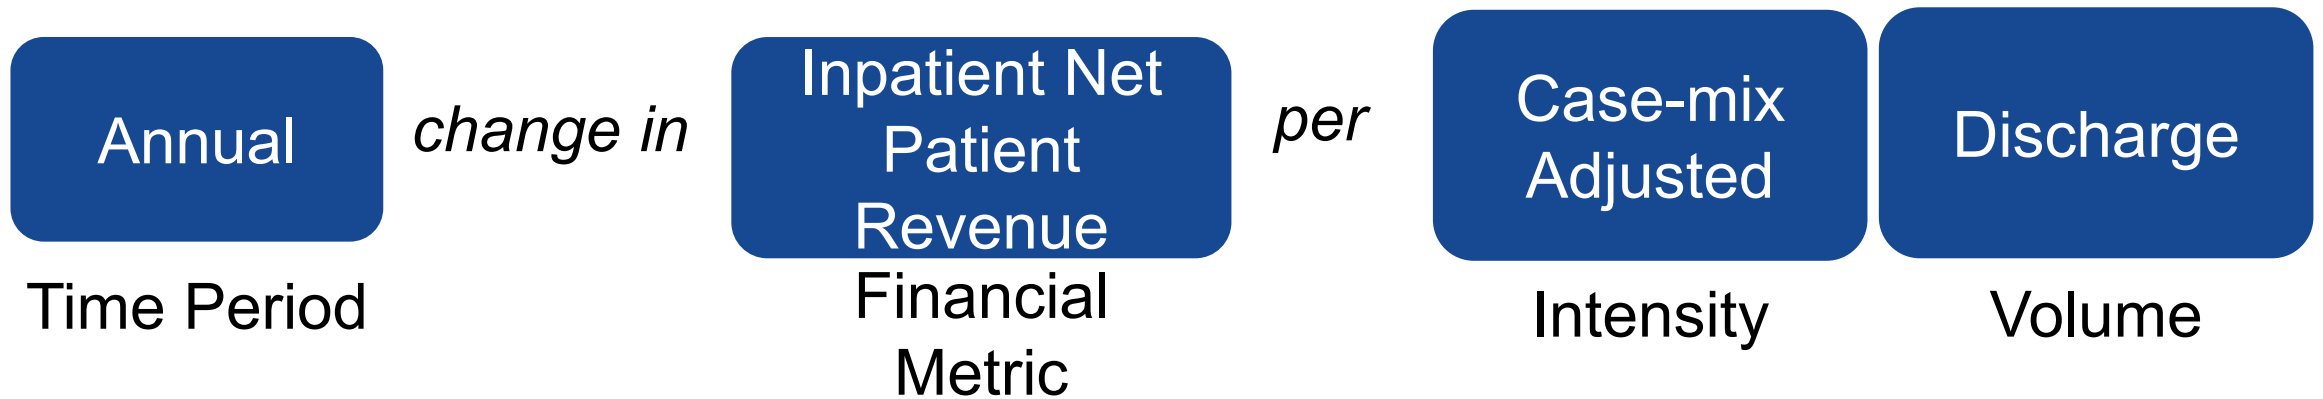 Annual
change in
Inpatient Net
Patient
Revenue
per
Case-mix
Adjusted
Discharge
Time Period
Financial
Metric
Intensity
Volume